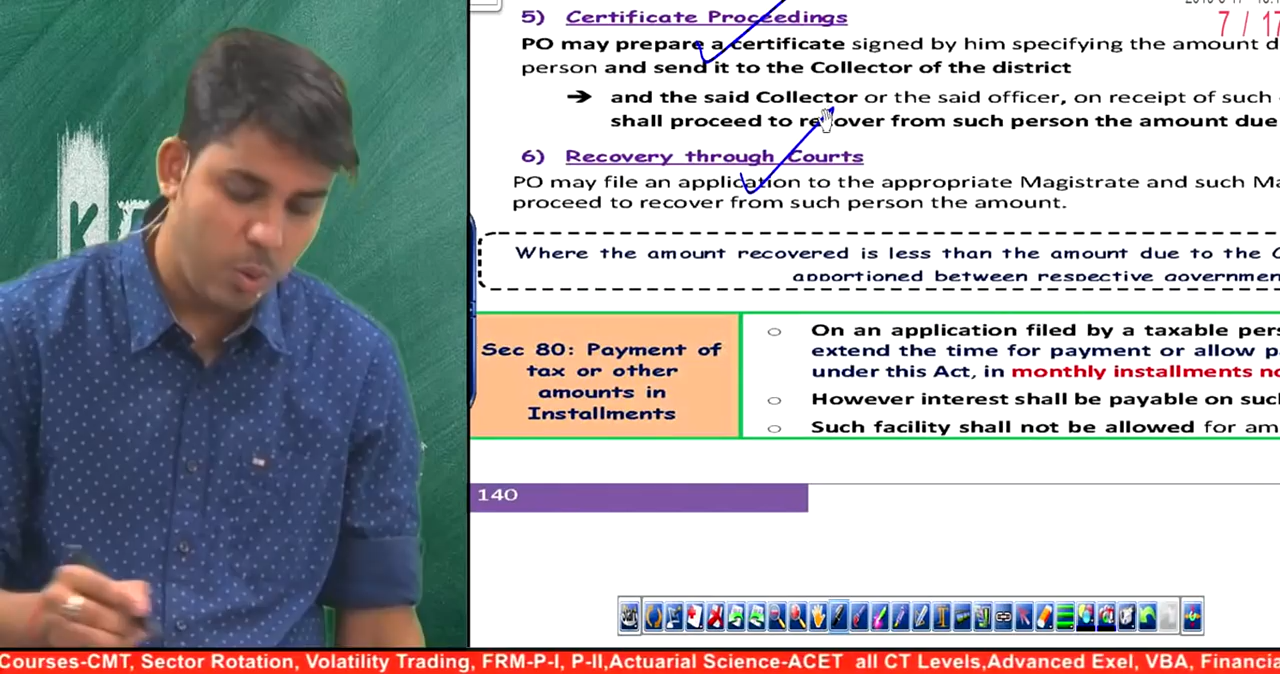 5) Certificate Proceedings
7 / 17
PO may prepare a certificate signed by him specifying the amount
person and send it to the Collector of the district
➔ and the said Collector or the said officer, on receipt of such
shall proceed to recover from such person the amount due
6) Recovery through Courts
PO may file an application to the appropriate Magistrate and such
proceed to recover from such person the amount.
Where the amount recovered is less than the amount due to the
apportioned between respective
Sec 80: Payment of
tax or other
amounts in
Installments
○ On an application filed by a taxable
extend the time for payment or allow
under this Act, in monthly installments
○ However interest shall be payable on
○ Such facility shall not be allowed for
140
Courses-CMT, Sector Rotation, Volatility Trading, FRM-P-I, P-II,Actuarial Science-ACET all CT Levels,Advanced Exel, VBA,